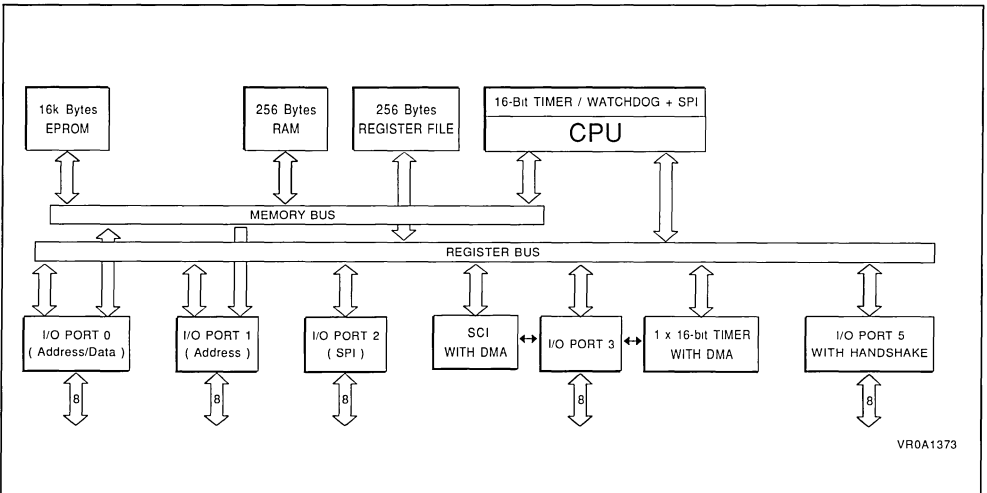 16k Bytes
EPROM
256 Bytes
RAM
256 Bytes
REGISTER FILE
16-Bit TIMER / WATCHDOG + SPI
CPU
MEMORY BUS
REGISTER BUS
I/O PORT 0
( Address/Data )
I/O PORT 1
( Address )
I/O PORT 2
( SPI )
SCI
WITH DMA
I/O PORT 3
1 x 16-bit TIMER
WITH DMA
I/O PORT 5
WITH HANDSHAKE
8
8
8
8
8
VR0A1373